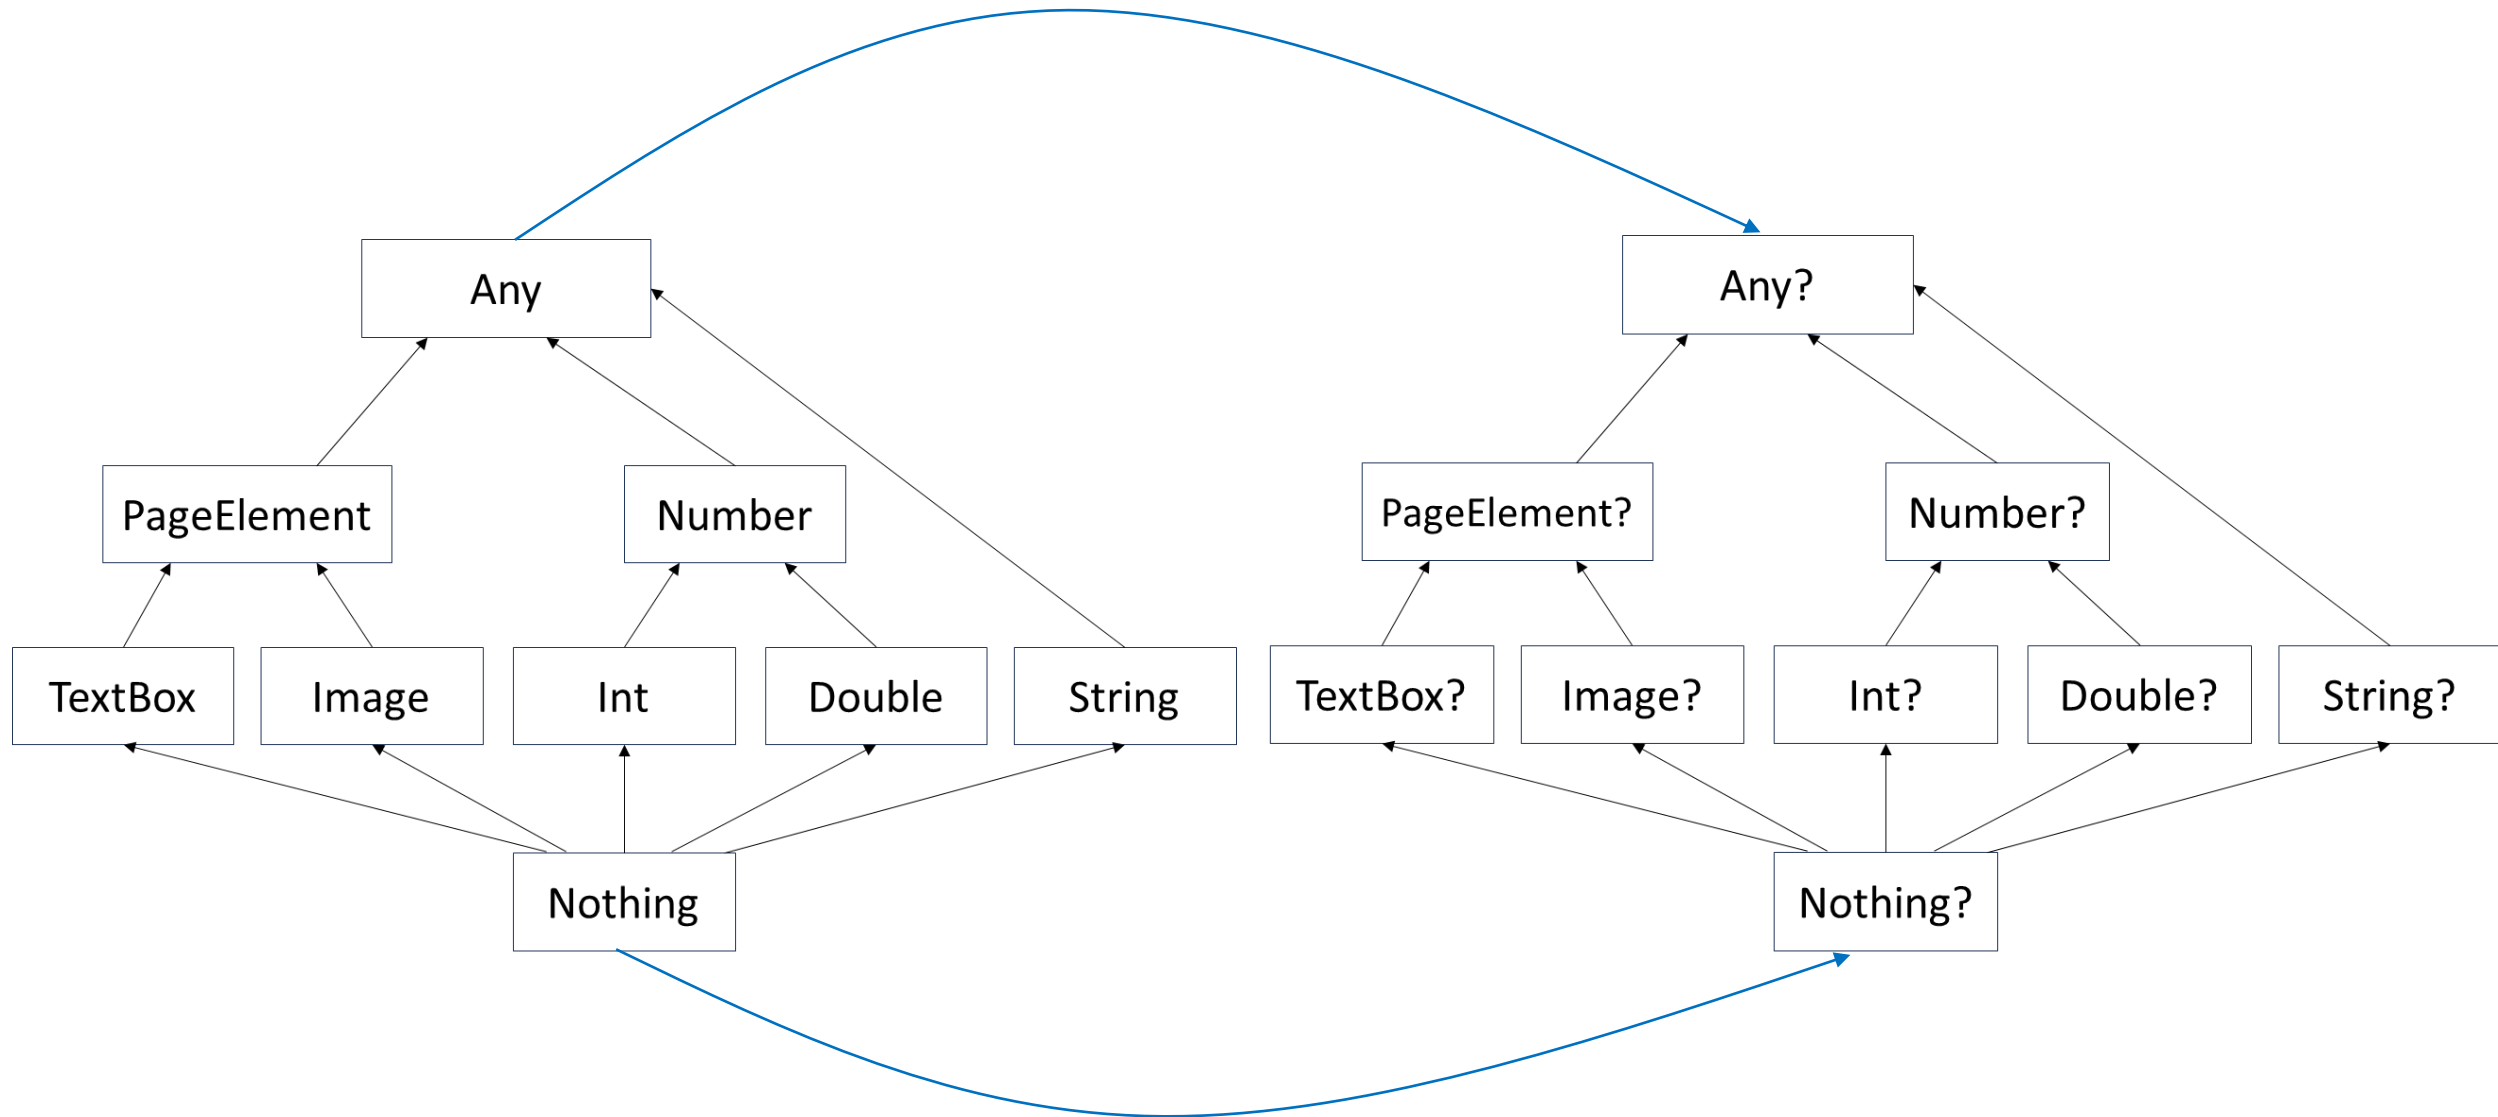 Any
Any?
PageElement
Number
PageElement?
Number?
TextBox
Image
Int
Double
String
TextBox?
Image?
Int?
Double?
String?
Nothing
Nothing?